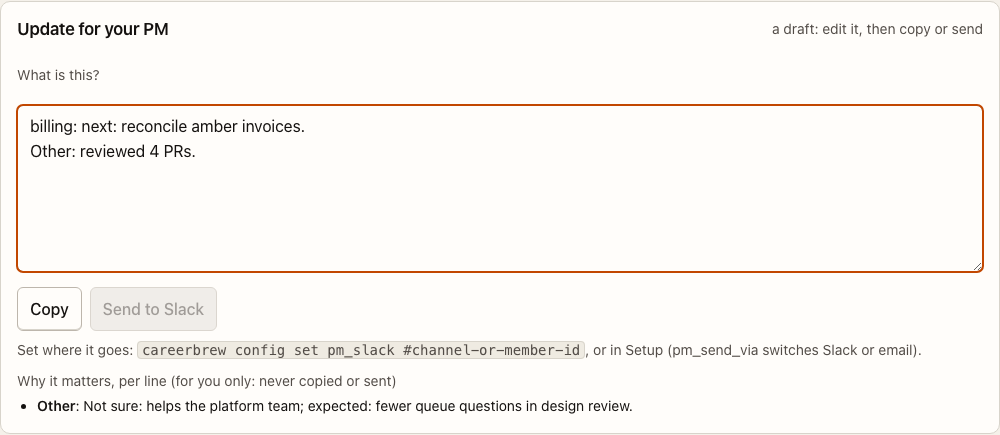 Update for your PM
a draft: edit it, then copy or send
What is this?
billing: next: reconcile amber invoices.
Other: reviewed 4 PRs.
Copy
Send to Slack
Set where it goes: careerbrew config set pm_slack #channel-or-member-id, or in Setup (pm_send_via switches Slack or email).
Why it matters, per line (for you only: never copied or sent)
• Other: Not sure: helps the platform team; expected: fewer queue questions in design review.